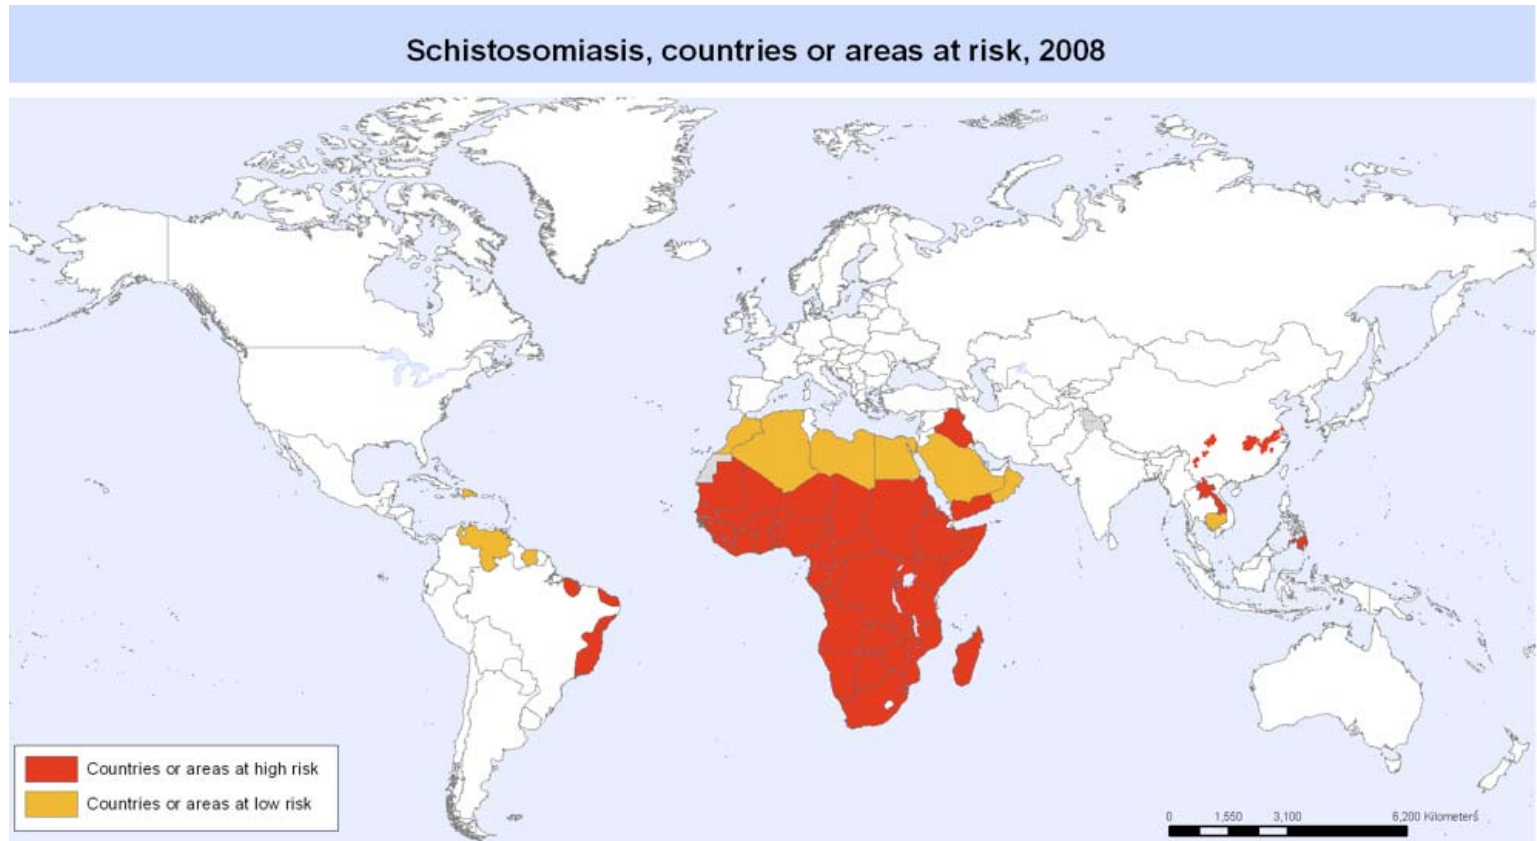 Schistosomiasis, countries or areas at risk, 2008
Countries or areas at high risk
Countries or areas at low risk
0 1,550 3,100 6,200 Kilometers